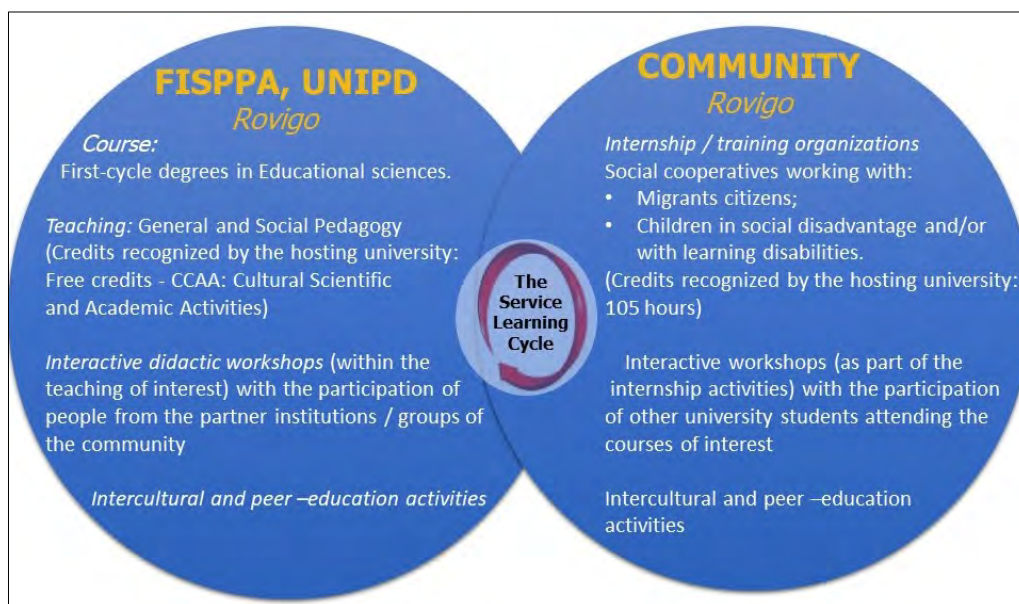 FISPPA, UNIPD
Rovigo
Course:
First-cycle degrees in Educational sciences.
Teaching: General and Social Pedagogy
(Credits recognized by the hosting university:
Free credits - CCAA: Cultural Scientific
and Academic Activities)
Interactive didactic workshops (within the
teaching of interest) with the participation of
people from the partner institutions / groups of
the community
Intercultural and peer –education activities
The
Service
Learning
Cycle
COMMUNITY
Rovigo
Internship / training organizations
Social cooperatives working with:
• Migrants citizens;
• Children in social disadvantage and/or
with learning disabilities.
(Credits recognized by the hosting university:
105 hours)
Interactive workshops (as part of the
internship activities) with the participation
of other university students attending the
courses of interest
Intercultural and peer –education
activities